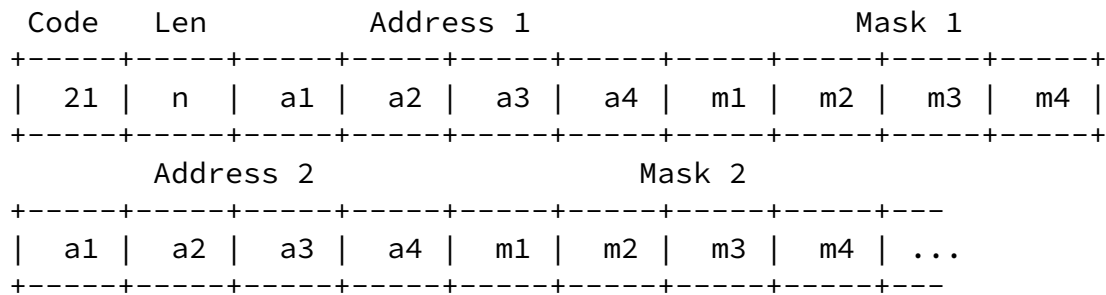 Code Len Address 1 Mask 1
+-----+-----+-----+-----+-----+-----+-----+-----+-----+-----+
| 21 | n | a1 | a2 | a3 | a4 | m1 | m2 | m3 | m4 |
+-----+-----+-----+-----+-----+-----+-----+-----+-----+-----+
Address 2 Mask 2
+-----+-----+-----+-----+-----+-----+-----+-----+---
| a1 | a2 | a3 | a4 | m1 | m2 | m3 | m4 | ...
+-----+-----+-----+-----+-----+-----+-----+-----+---